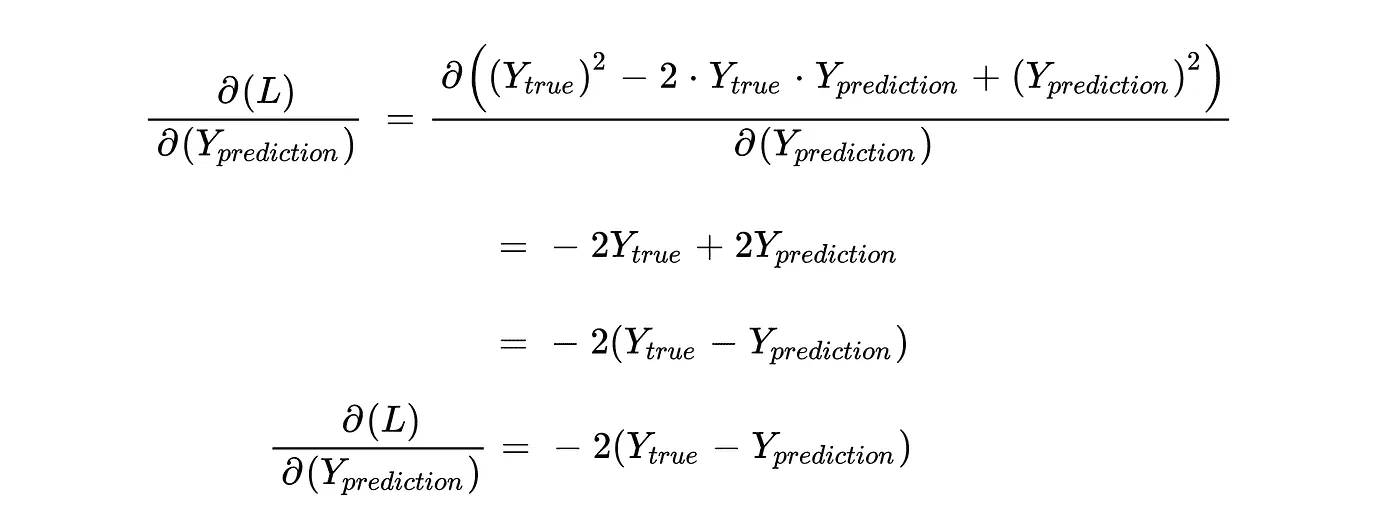 ∂(L)/∂(Y_prediction) = ∂((Y_true)² − 2 · Y_true · Y_prediction + (Y_prediction)²)/∂(Y_prediction)
= − 2Y_true + 2Y_prediction
= − 2(Y_true − Y_prediction)
∂(L)/∂(Y_prediction) = − 2(Y_true − Y_prediction)